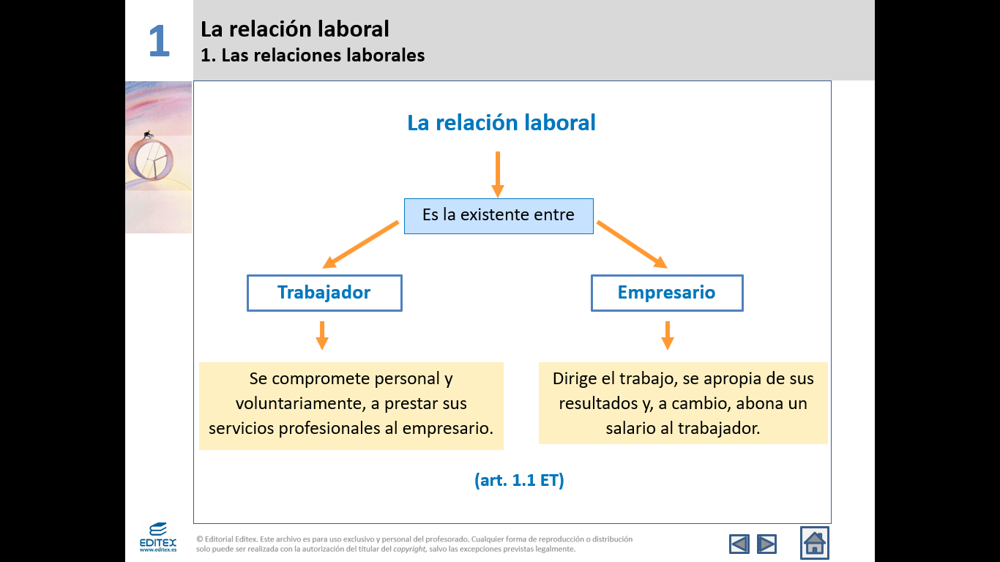 1
La relación laboral
1. Las relaciones laborales
La relación laboral
Es la existente entre
Trabajador
Empresario
Se compromete personal y
voluntariamente, a prestar sus
servicios profesionales al empresario.
Dirige el trabajo, se apropia de sus
resultados y, a cambio, abona un
salario al trabajador.
(art. 1.1 ET)
EDITEX
www.editex.es
© Editorial Editex. Este archivo es para uso exclusivo y personal del profesorado. Cualquier forma de reproducción o distribución
solo puede ser realizada con la autorización del titular del copyright, salvo las excepciones previstas legalmente.